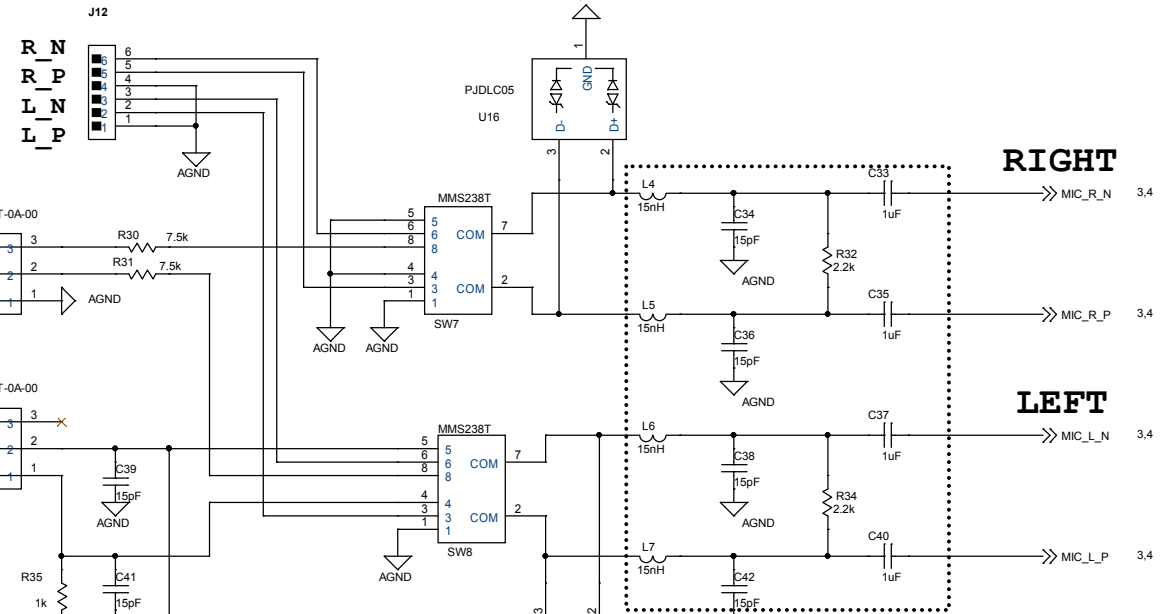 J12
R_N
R_P
L_N
L_P
6
5
4
3
2
1
6
5
4
3
2
1
AGND
PJDLC05
U16
1
GND
D-
D+
3
2
RIGHT
MMS238T
5
6
8
4
3
1
5
6
8
4
3
1
COM
COM
7
2
SW7
AGND
AGND
L4
15nH
C34
15pF
AGND
R32
2.2k
C33
1uF
MIC_R_N
3,4
L5
15nH
C36
15pF
AGND
C35
1uF
MIC_R_P
3,4
T-0A-00
3
2
1
3
2
1
R30
7.5k
R31
7.5k
AGND
LEFT
T-0A-00
3
2
1
3
2
1
C39
15pF
AGND
R35
1k
C41
15pF
MMS238T
5
6
8
4
3
1
5
6
8
4
3
1
COM
COM
7
2
SW8
AGND
3
2
L6
15nH
C38
15pF
AGND
R34
2.2k
C37
1uF
MIC_L_N
3,4
L7
15nH
C42
15pF
C40
1uF
MIC_L_P
3,4